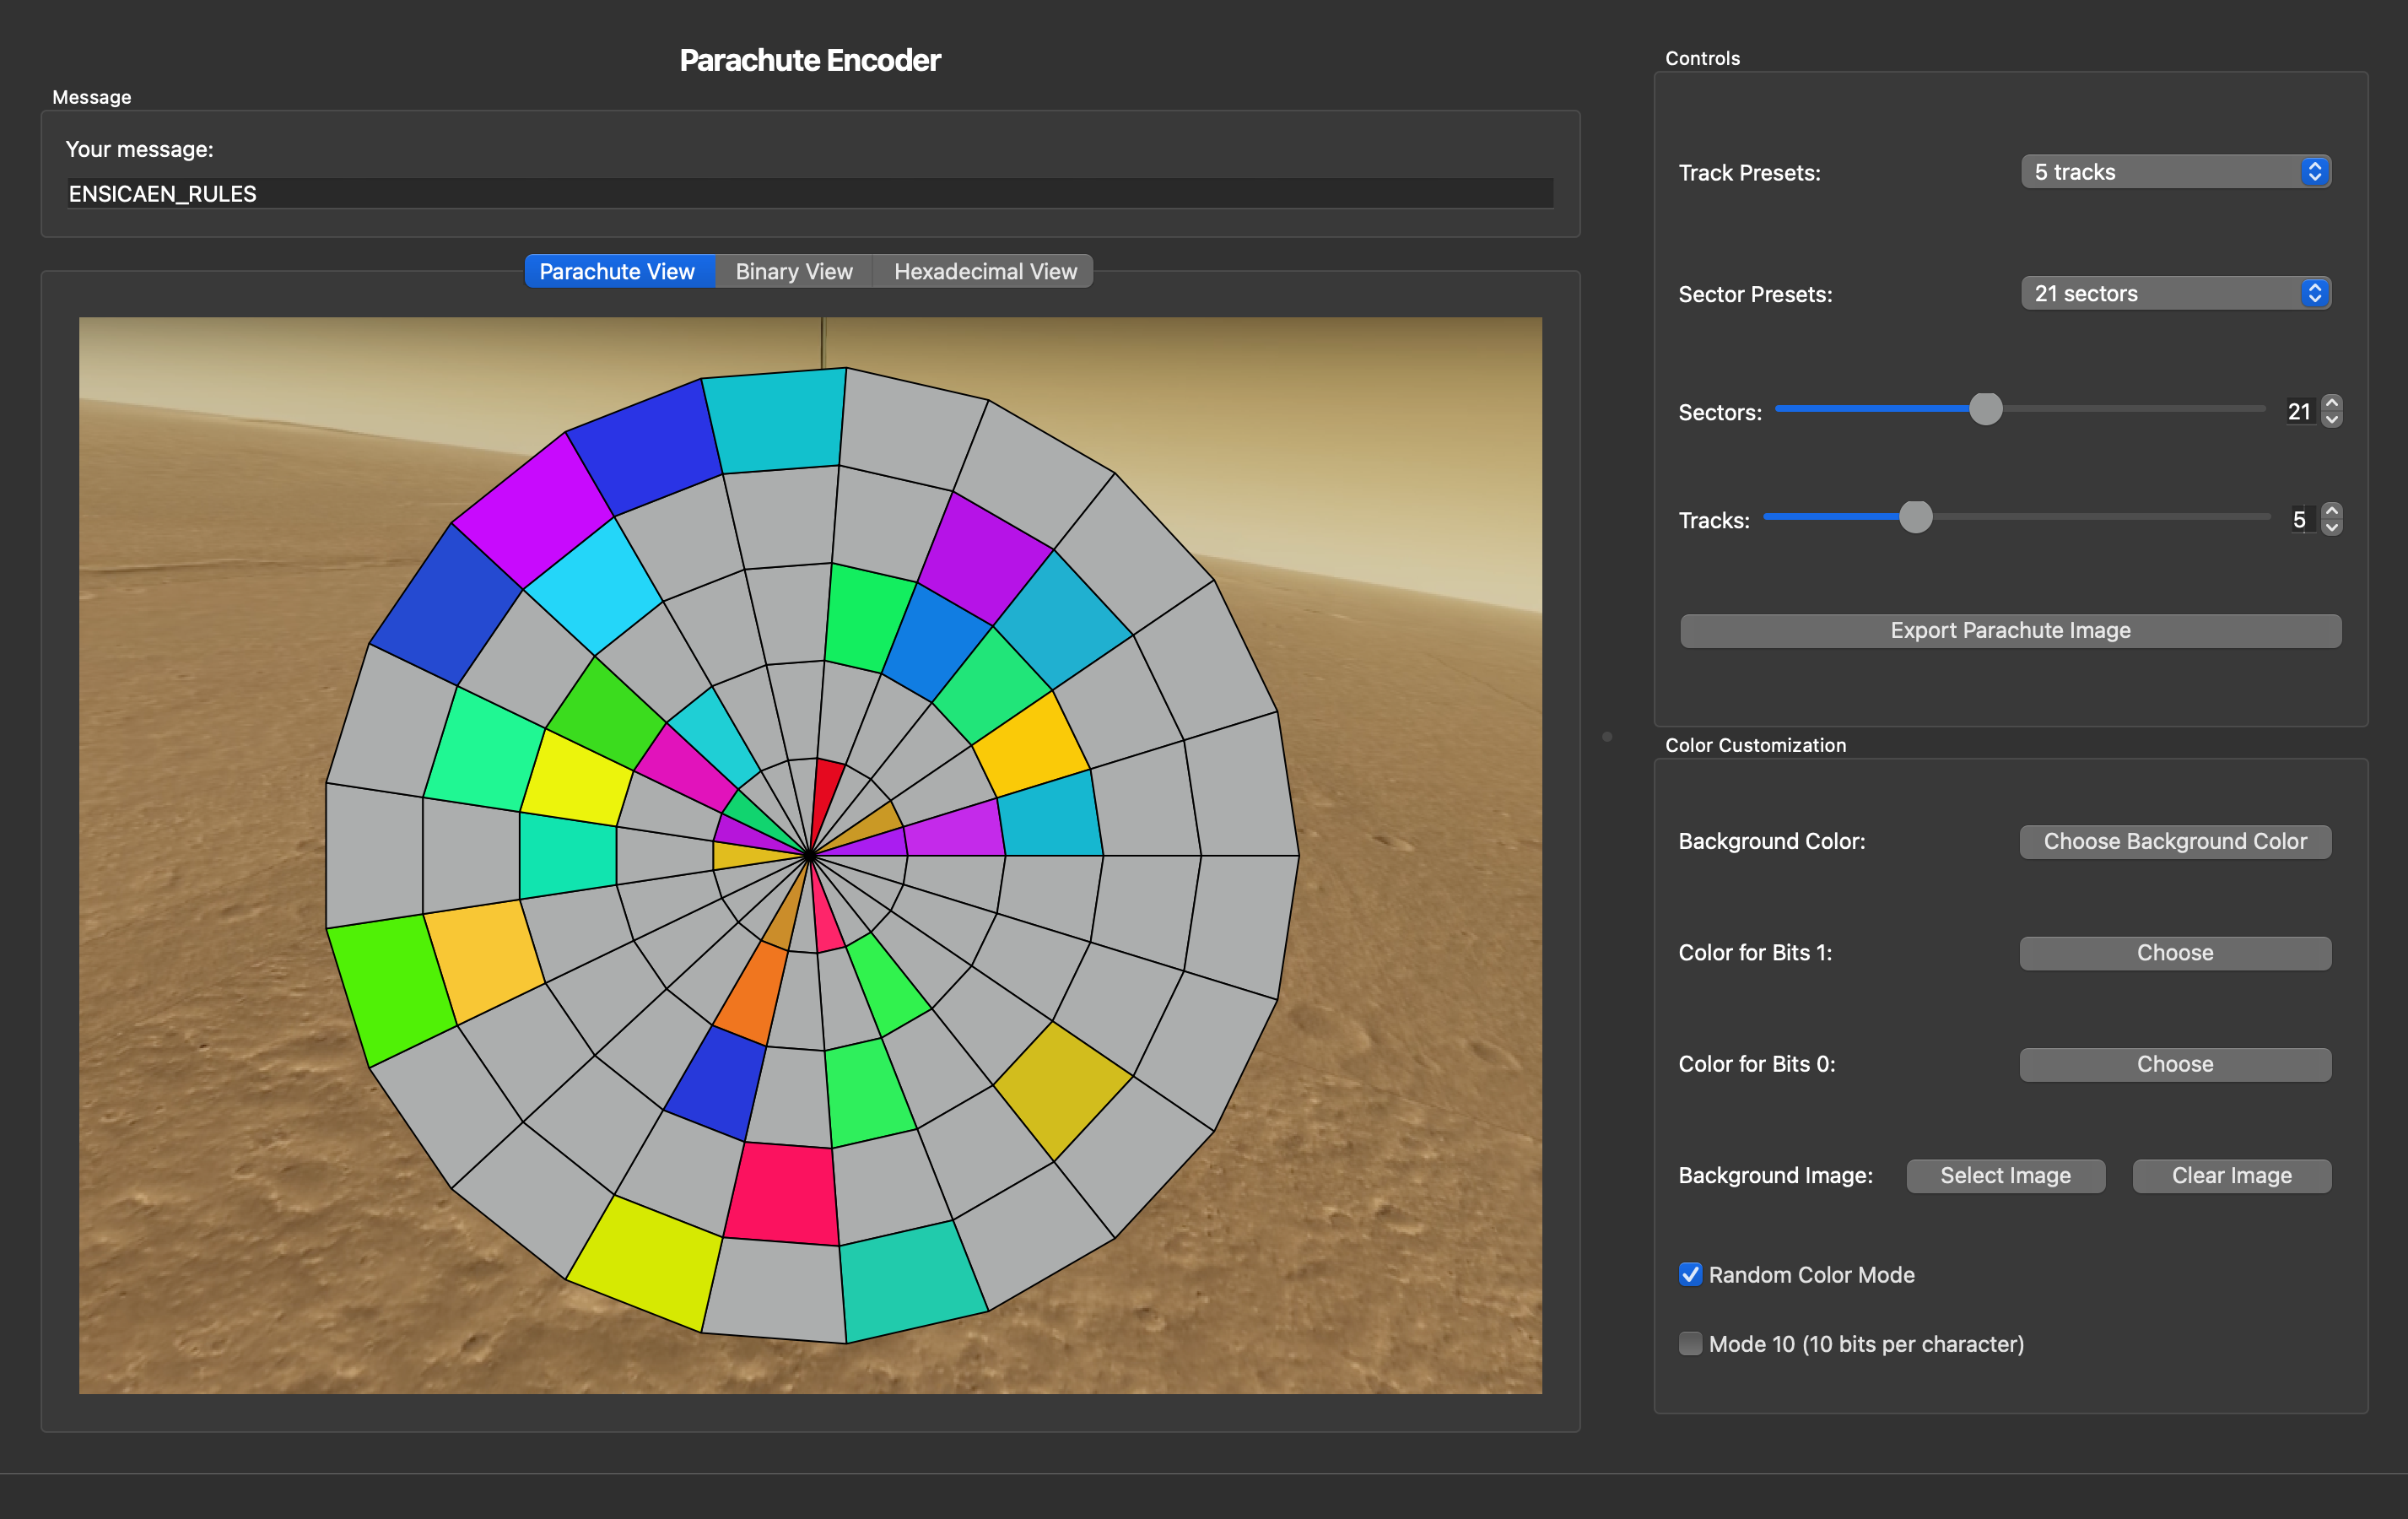 Parachute Encoder
Message
Your message:
ENSICAEN_RULES
Parachute View
Binary View
Hexadecimal View
Controls
Track Presets:
5 tracks
Sector Presets:
21 sectors
Sectors:
21
Tracks:
5
Export Parachute Image
Color Customization
Background Color:
Choose Background Color
Color for Bits 1:
Choose
Color for Bits 0:
Choose
Background Image:
Select Image
Clear Image
Random Color Mode
Mode 10 (10 bits per character)